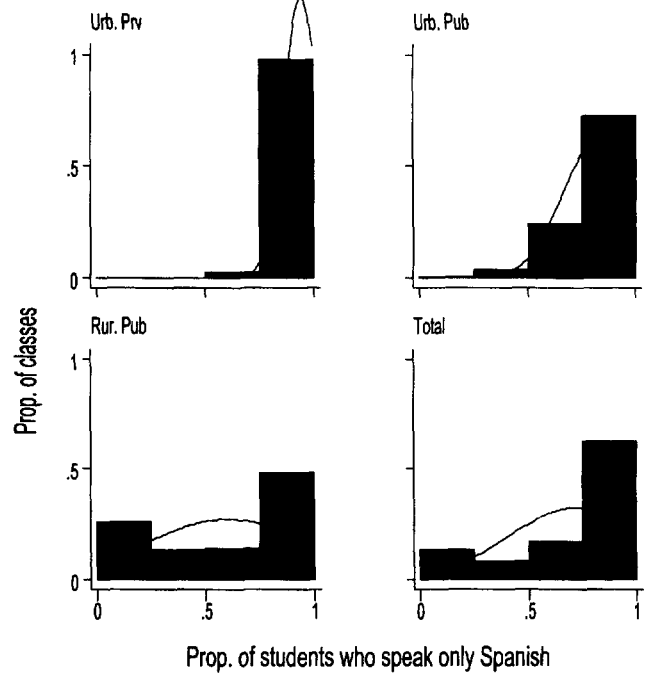 Urb. Prv
Urb. Pub
1
.5
0
Rur. Pub
Total
1
.5
0
0
.5
1
0
.5
1
Prop. of classes
Prop. of students who speak only Spanish